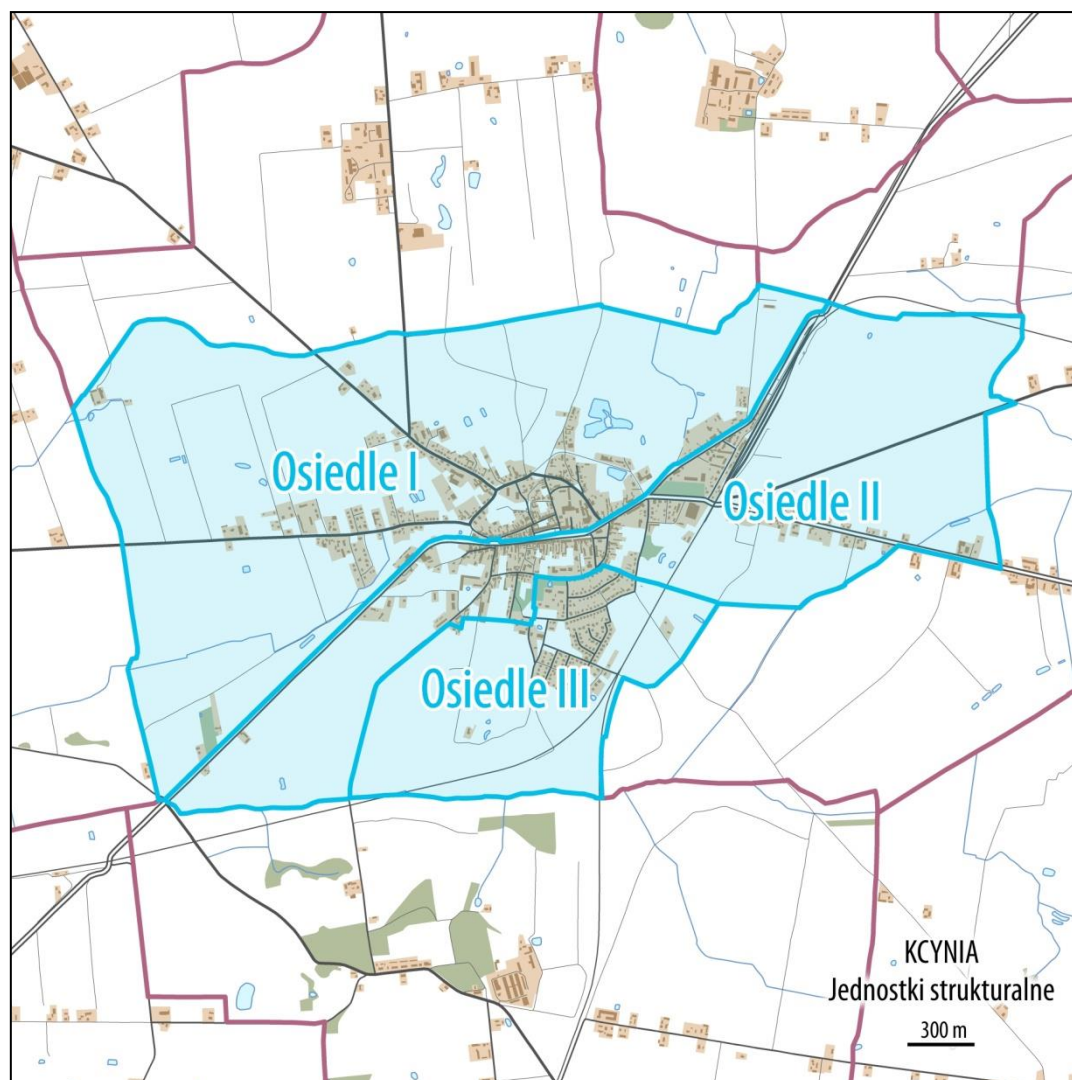 Osiedle I
Osiedle II
Osiedle III
KCYNIA
Jednostki strukturalne
300 m